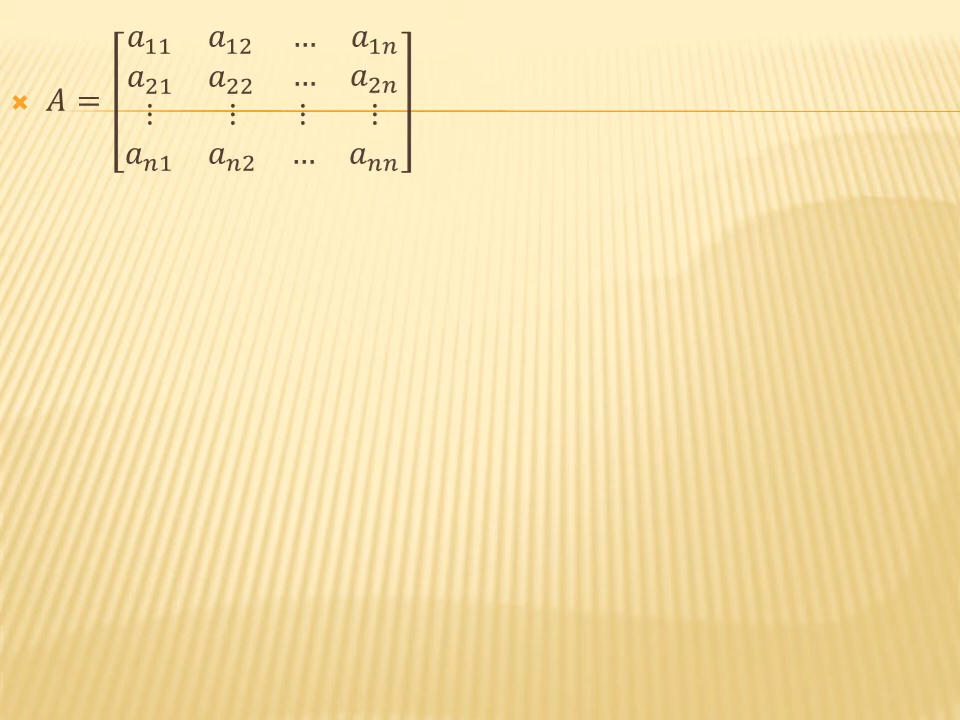 a₁₁ a₁₂ … a₁ₙ
a₂₁ a₂₂ … a₂ₙ
× A = ⋮ ⋮ ⋮ ⋮
aₙ₁ aₙ₂ … aₙₙ